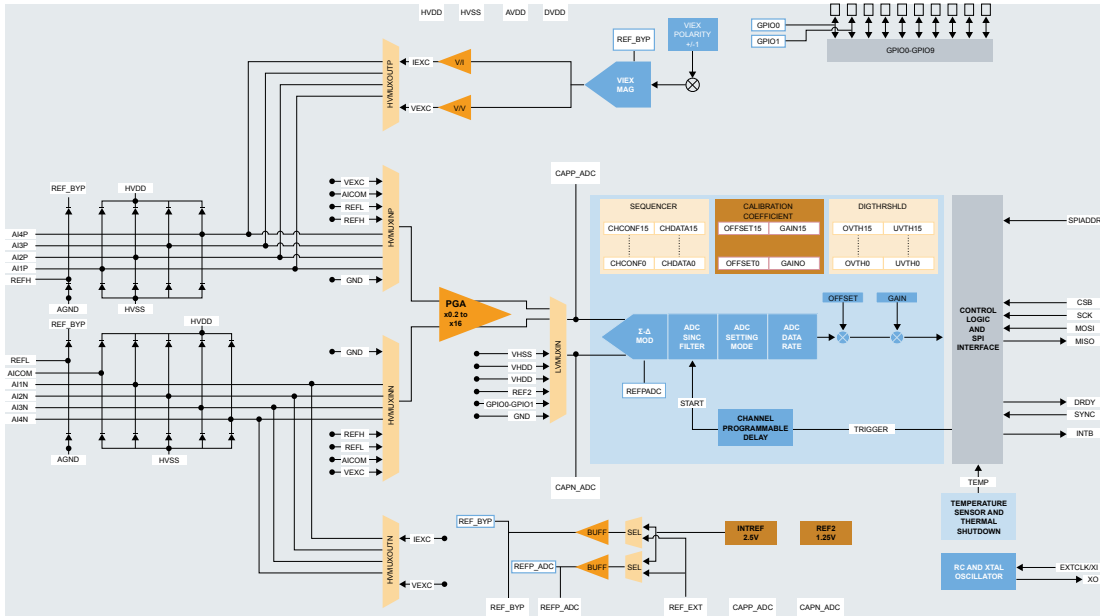 HVDD HVSS AVDD DVDD
REF_BYP
VIEX
POLARITY
+/-1
GPIO0
GPIO1
GPIO0-GPIO9
HVMUXOUTP
IEXC
V/I
VEXC
V/V
VIEX
MAG
REF_BYP
HVDD
AI4P
AI3P
AI2P
AI1P
REFH
AGND
HVSS
VEXC
AICOM
REFL
REFH
GND
HVMUXINP
CAPP_ADC
SEQUENCER
CHCONF15 CHDATA15
CHCONF0 CHDATA0
CALIBRATION
COEFFICIENT
OFFSET15 GAIN15
OFFSET0 GAINO
DIGTHRSHLD
OVTH15 UVTH15
OVTH0 UVTH0
PGA
x0.2 to
x16
Σ-Δ
MOD
ADC
SINC
FILTER
ADC
SETTING
MODE
ADC
DATA
RATE
OFFSET
GAIN
CONTROL
LOGIC
AND
SPI
INTERFACE
SPIADDR
CSB
SCK
MOSI
MISO
DRDY
SYNC
INTB
REF_BYP
HVDD
REFL
AICOM
AI1N
AI2N
AI3N
AI4N
AGND
HVSS
GND
HVMUXINN
REFH
REFL
AICOM
VEXC
VHSS
VHDD
VHDD
REF2
GPIO0-GPIO1
GND
LVMUXIN
REFPADC
START
CHANNEL
PROGRAMMABLE
DELAY
TRIGGER
CAPN_ADC
TEMP
TEMPERATURE
SENSOR AND
THERMAL
SHUTDOWN
HVMUXOUTN
IEXC
VEXC
REF_BYP
BUFF
SEL
REFP_ADC
BUFF
SEL
INTREF
2.5V
REF2
1.25V
RC AND XTAL
OSCILLATOR
EXTCLK/XI
XO
REF_BYP REFP_ADC REF_EXT CAPP_ADC CAPN_ADC